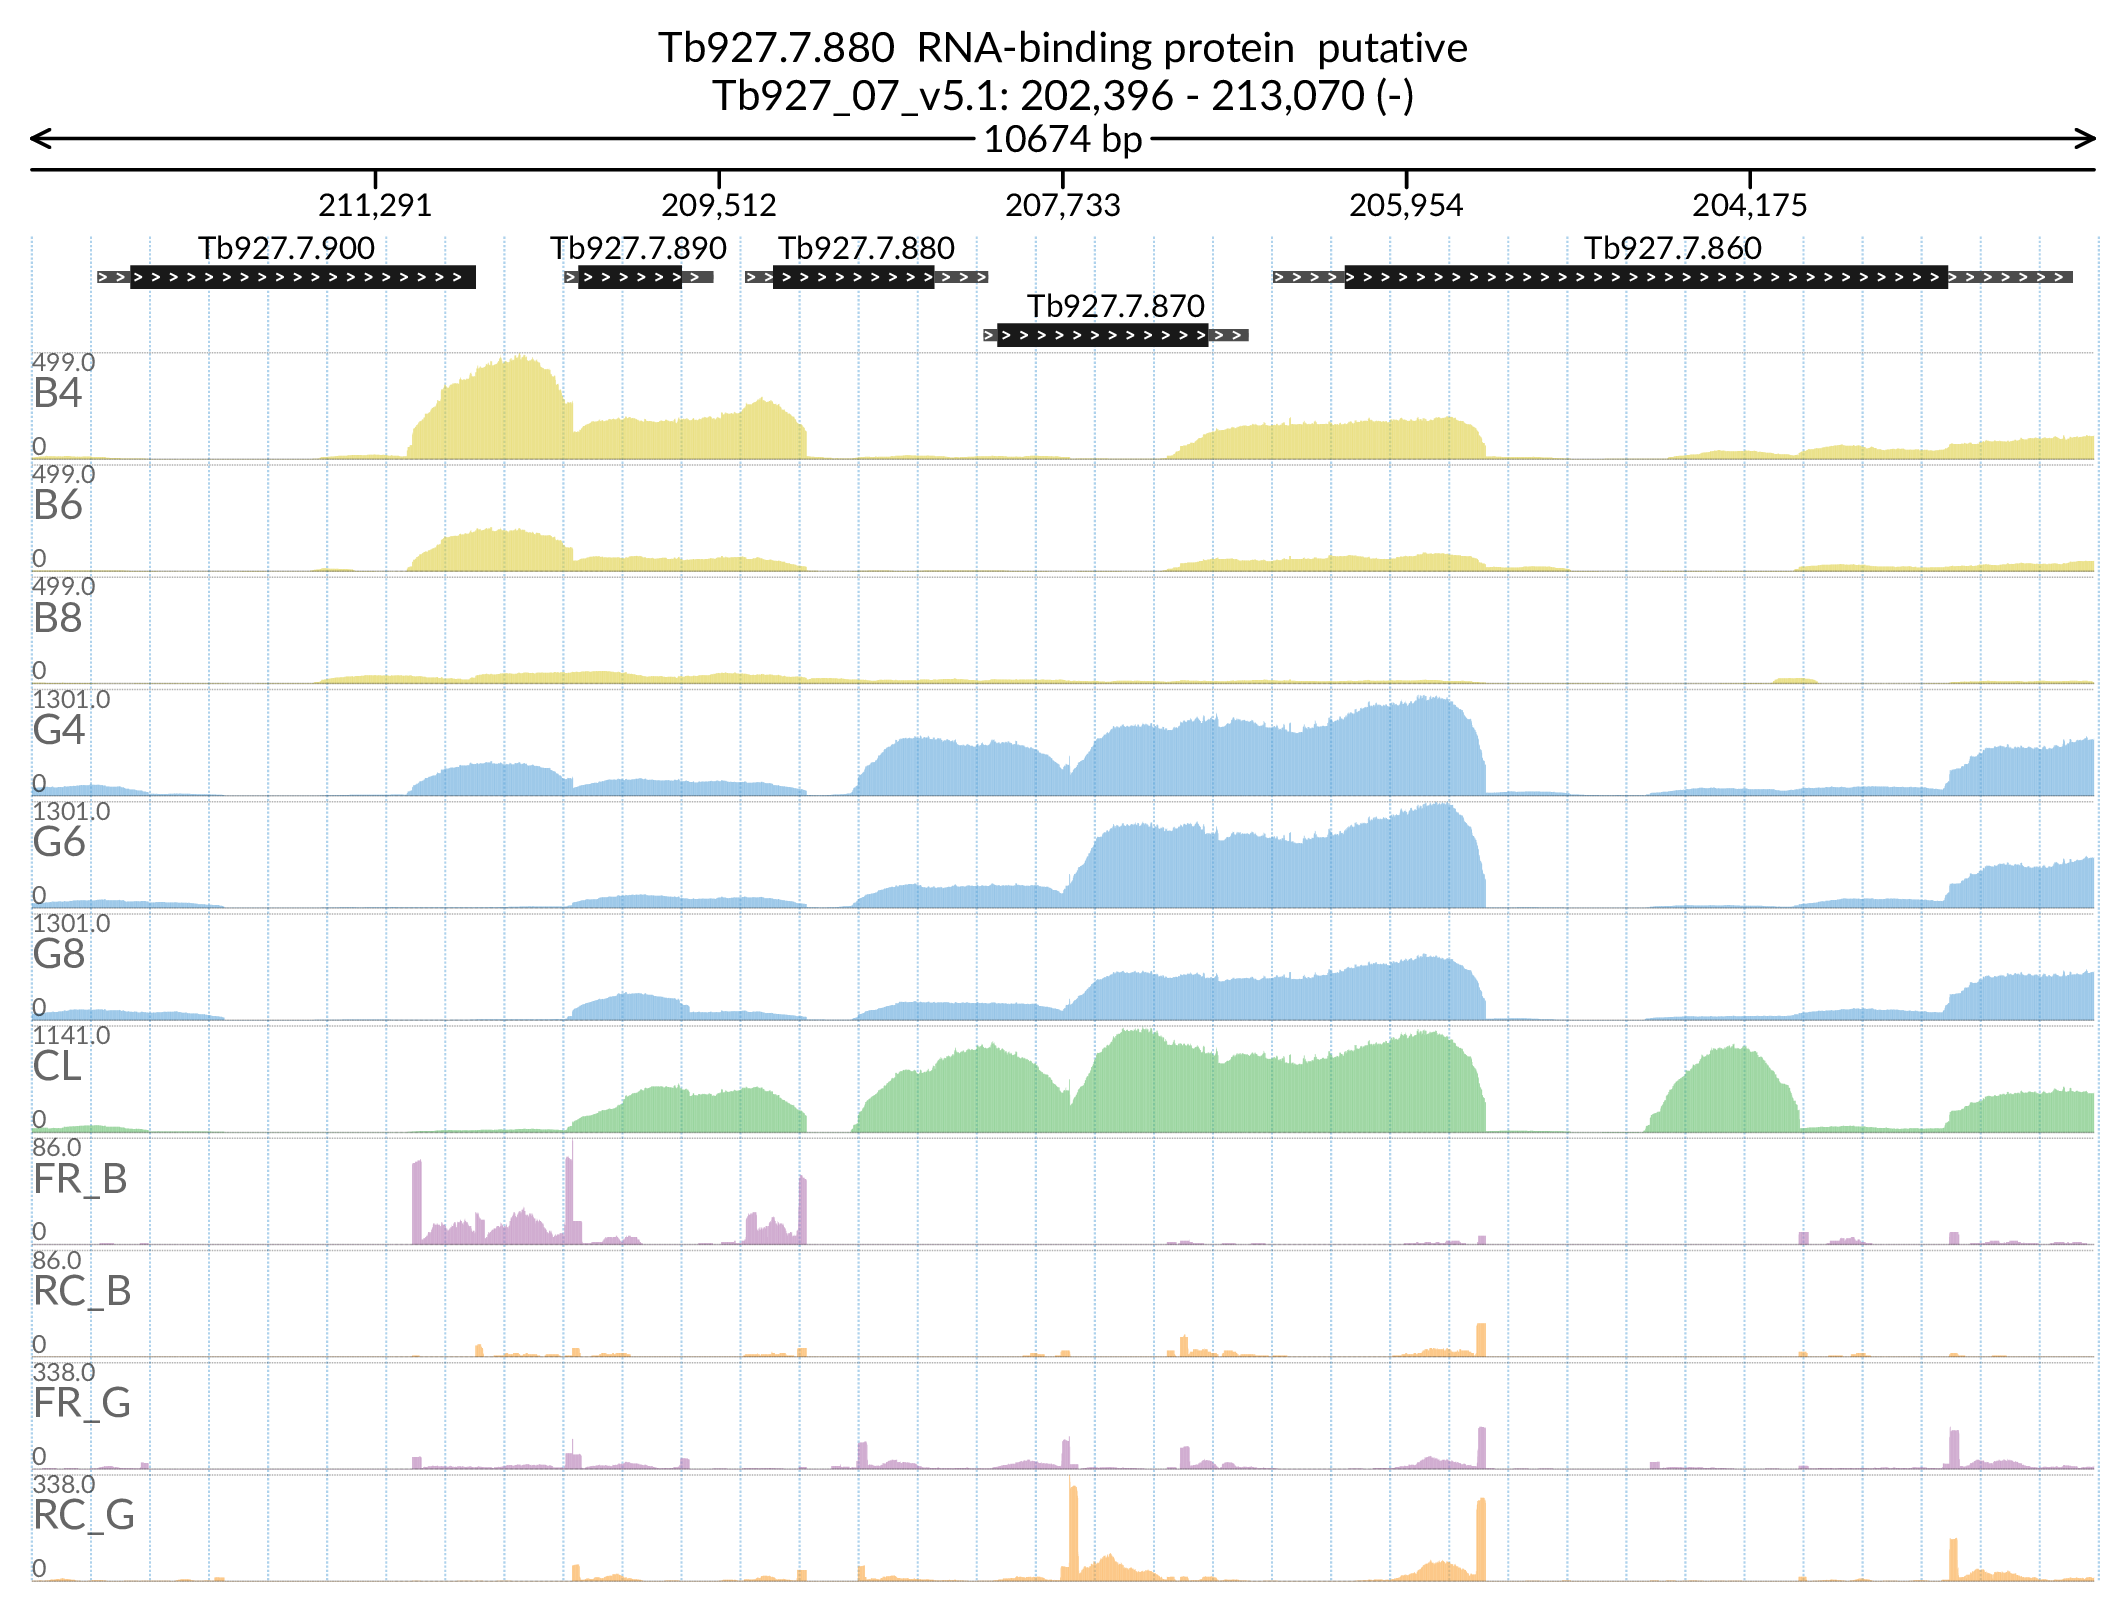 Tb927.7.880  RNA-binding protein  putative
Tb927_07_v5.1: 202,396 - 213,070 (-)
10674 bp
211,291 209,512 207,733 205,954 204,175
Tb927.7.900 Tb927.7.890 Tb927.7.880 Tb927.7.860
Tb927.7.870
499.0
B4
0
499.0
B6
0
499.0
B8
0
1301.0
G4
0
1301.0
G6
0
1301.0
G8
0
1141.0
CL
0
86.0
FR_B
0
86.0
RC_B
0
338.0
FR_G
0
338.0
RC_G
0